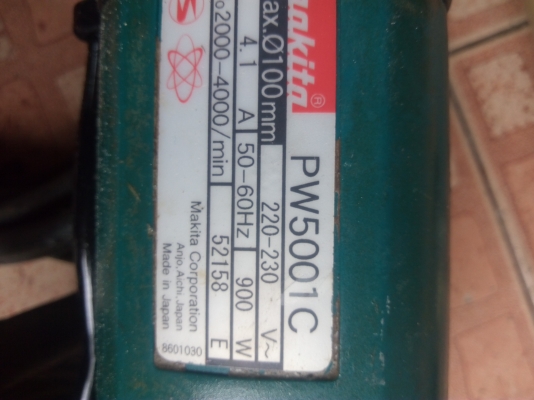 makita®
PW5001C
max.Ø100mm 220-230 V~
4.1 A 50-60Hz 900 W
2000-4000/min 52158 E
Makita Corporation
Anjo, Aichi, Japan
Made in Japan
8601030